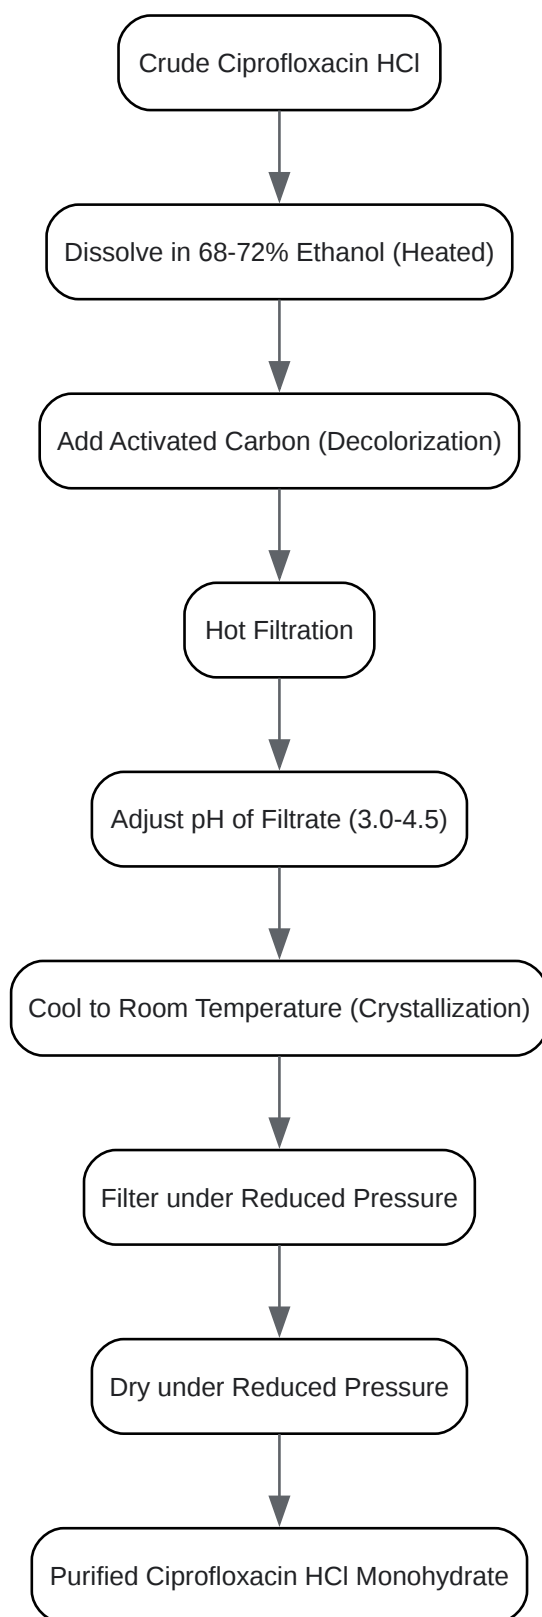 Crude Ciprofloxacin HCl
Dissolve in 68-72% Ethanol (Heated)
Add Activated Carbon (Decolorization)
Hot Filtration
Adjust pH of Filtrate (3.0-4.5)
Cool to Room Temperature (Crystallization)
Filter under Reduced Pressure
Dry under Reduced Pressure
Purified Ciprofloxacin HCl Monohydrate